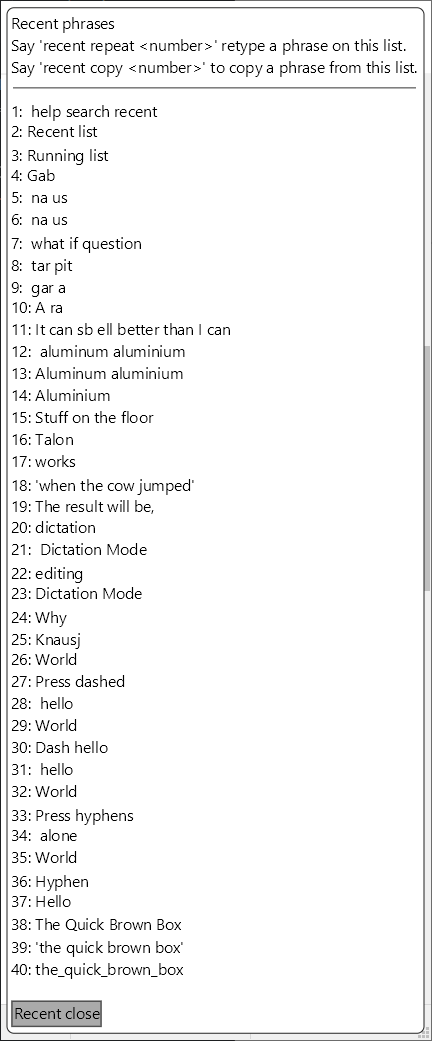 Recent phrases
Say 'recent repeat <number>' retype a phrase on this list.
Say 'recent copy <number>' to copy a phrase from this list.
1:  help search recent
2: Recent list
3: Running list
4: Gab
5:  na us
6:  na us
7:  what if question
8:  tar pit
9:  gar a
10: A ra
11: It can sb ell better than I can
12:  aluminum aluminium
13: Aluminum aluminium
14: Aluminium
15: Stuff on the floor
16: Talon
17: works
18: 'when the cow jumped'
19: The result will be,
20: dictation
21:  Dictation Mode
22: editing
23: Dictation Mode
24: Why
25: Knausj
26: World
27: Press dashed
28:  hello
29: World
30: Dash hello
31:  hello
32: World
33: Press hyphens
34:  alone
35: World
36: Hyphen
37: Hello
38: The Quick Brown Box
39: 'the quick brown box'
40: the_quick_brown_box
Recent close